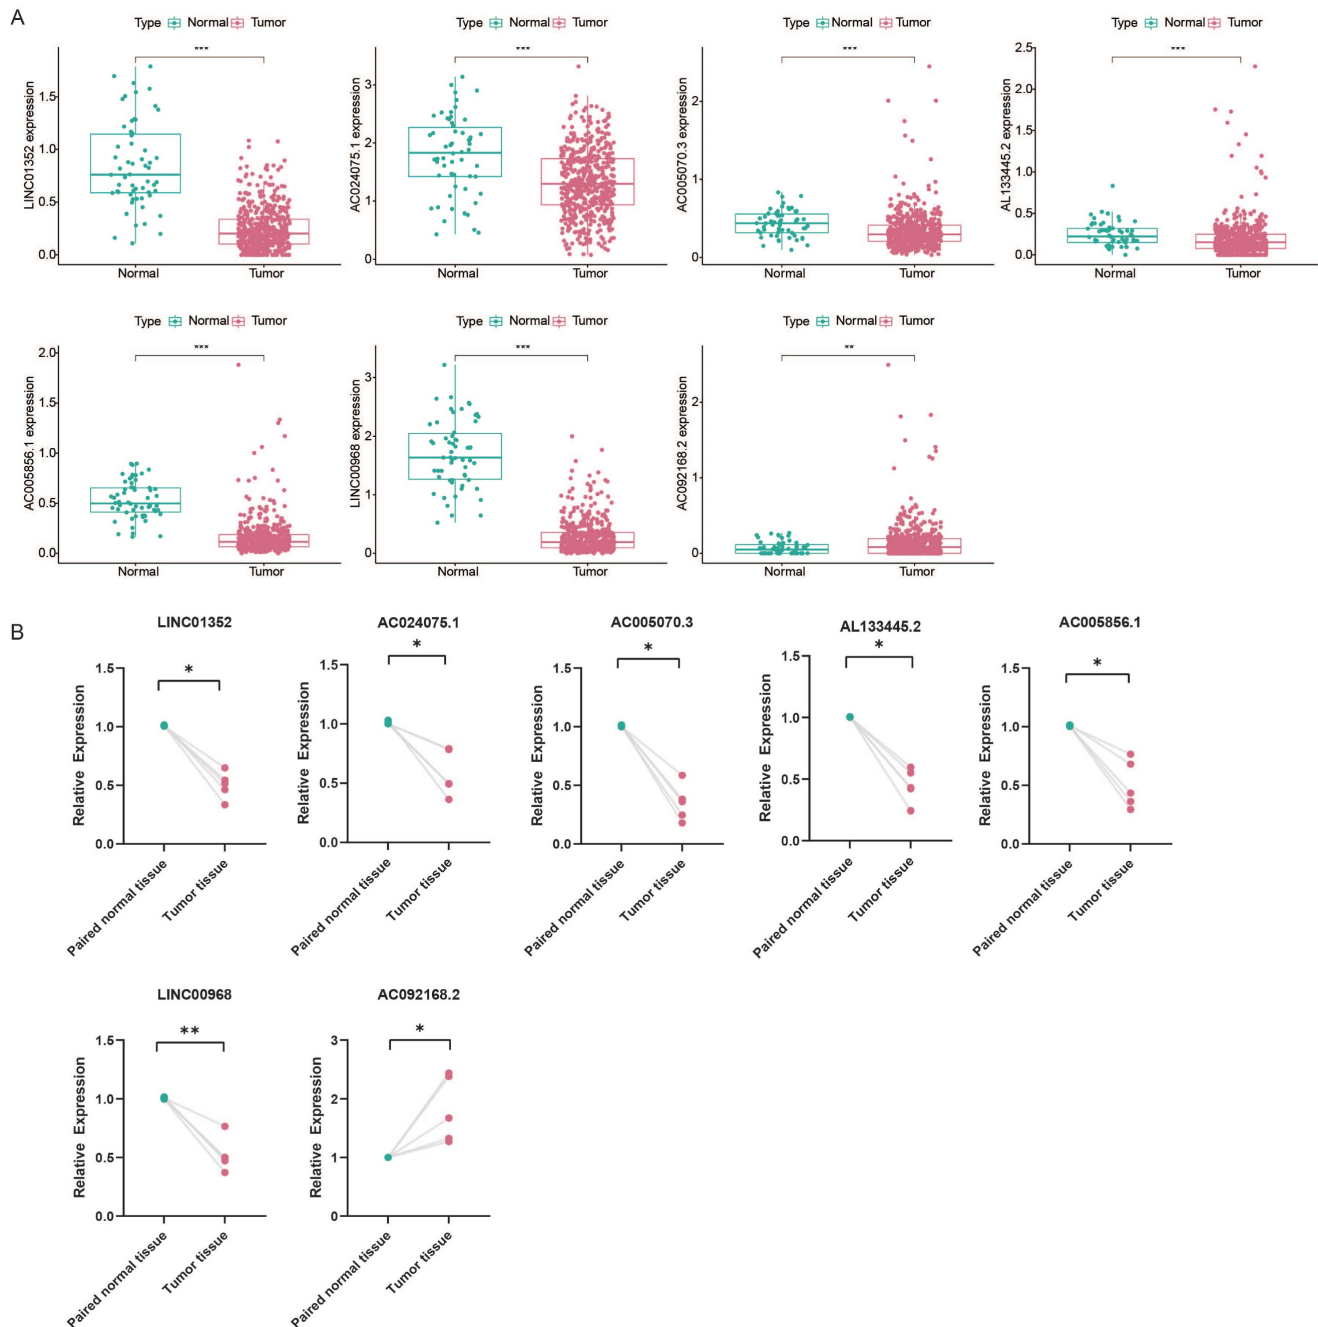 A
Type Normal Tumor
***
LINC01352 expression
1.5
1.0
0.5
0.0
Normal Tumor
Type Normal Tumor
***
AC024075.1 expression
3
2
1
0
Normal Tumor
Type Normal Tumor
***
AC005070.3 expression
2
1
0
Normal Tumor
Type Normal Tumor
***
AL133445.2 expression
2.5
2.0
1.5
1.0
0.5
0.0
Normal Tumor
Type Normal Tumor
***
AC005856.1 expression
2.0
1.5
1.0
0.5
0.0
Normal Tumor
Type Normal Tumor
***
LINC00968 expression
3
2
1
0
Normal Tumor
Type Normal Tumor
**
AC092168.2 expression
2
1
0
Normal Tumor
B
LINC01352
*
Relative Expression
1.5
1.0
0.5
0.0
Paired normal tissue
Tumor tissue
AC024075.1
*
Relative Expression
1.5
1.0
0.5
0.0
Paired normal tissue
Tumor tissue
AC005070.3
*
Relative Expression
1.5
1.0
0.5
0.0
Paired normal tissue
Tumor tissue
AL133445.2
*
Relative Expression
1.5
1.0
0.5
0.0
Paired normal tissue
Tumor tissue
AC005856.1
*
Relative Expression
1.5
1.0
0.5
0.0
Paired normal tissue
Tumor tissue
LINC00968
**
Relative Expression
1.5
1.0
0.5
0.0
Paired normal tissue
Tumor tissue
AC092168.2
*
Relative Expression
3
2
1
0
Paired normal tissue
Tumor tissue